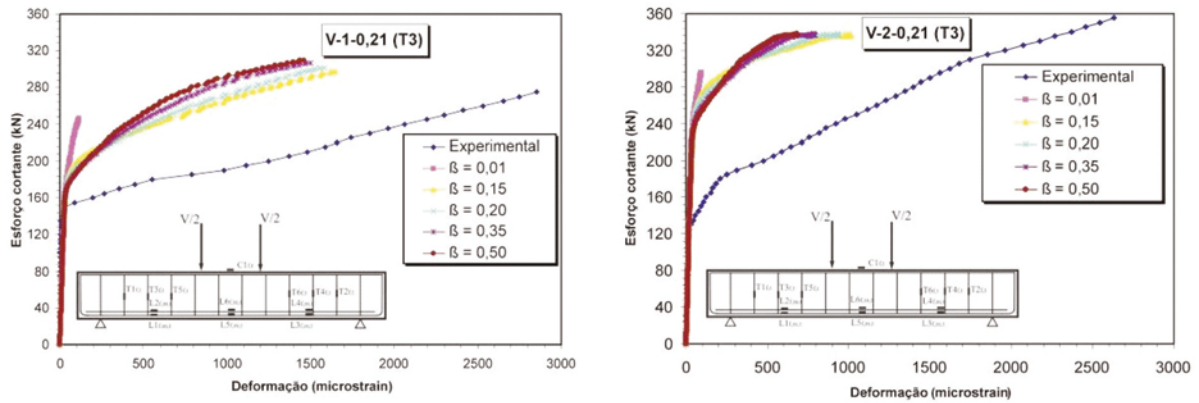 V-1-0,21 (T3)
Esforço cortante (kN)
360
320
280
240
200
160
120
80
40
0
Experimental
ß = 0,01
ß = 0,15
ß = 0,20
ß = 0,35
ß = 0,50
V/2
V/2
0
500
1000
1500
2000
2500
3000
Deformação (microstrain)
V-2-0,21 (T3)
Esforço cortante (kN)
360
320
280
240
200
160
120
80
40
0
Experimental
ß = 0,01
ß = 0,15
ß = 0,20
ß = 0,35
ß = 0,50
V/2
V/2
0
500
1000
1500
2000
2500
3000
Deformação (microstrain)